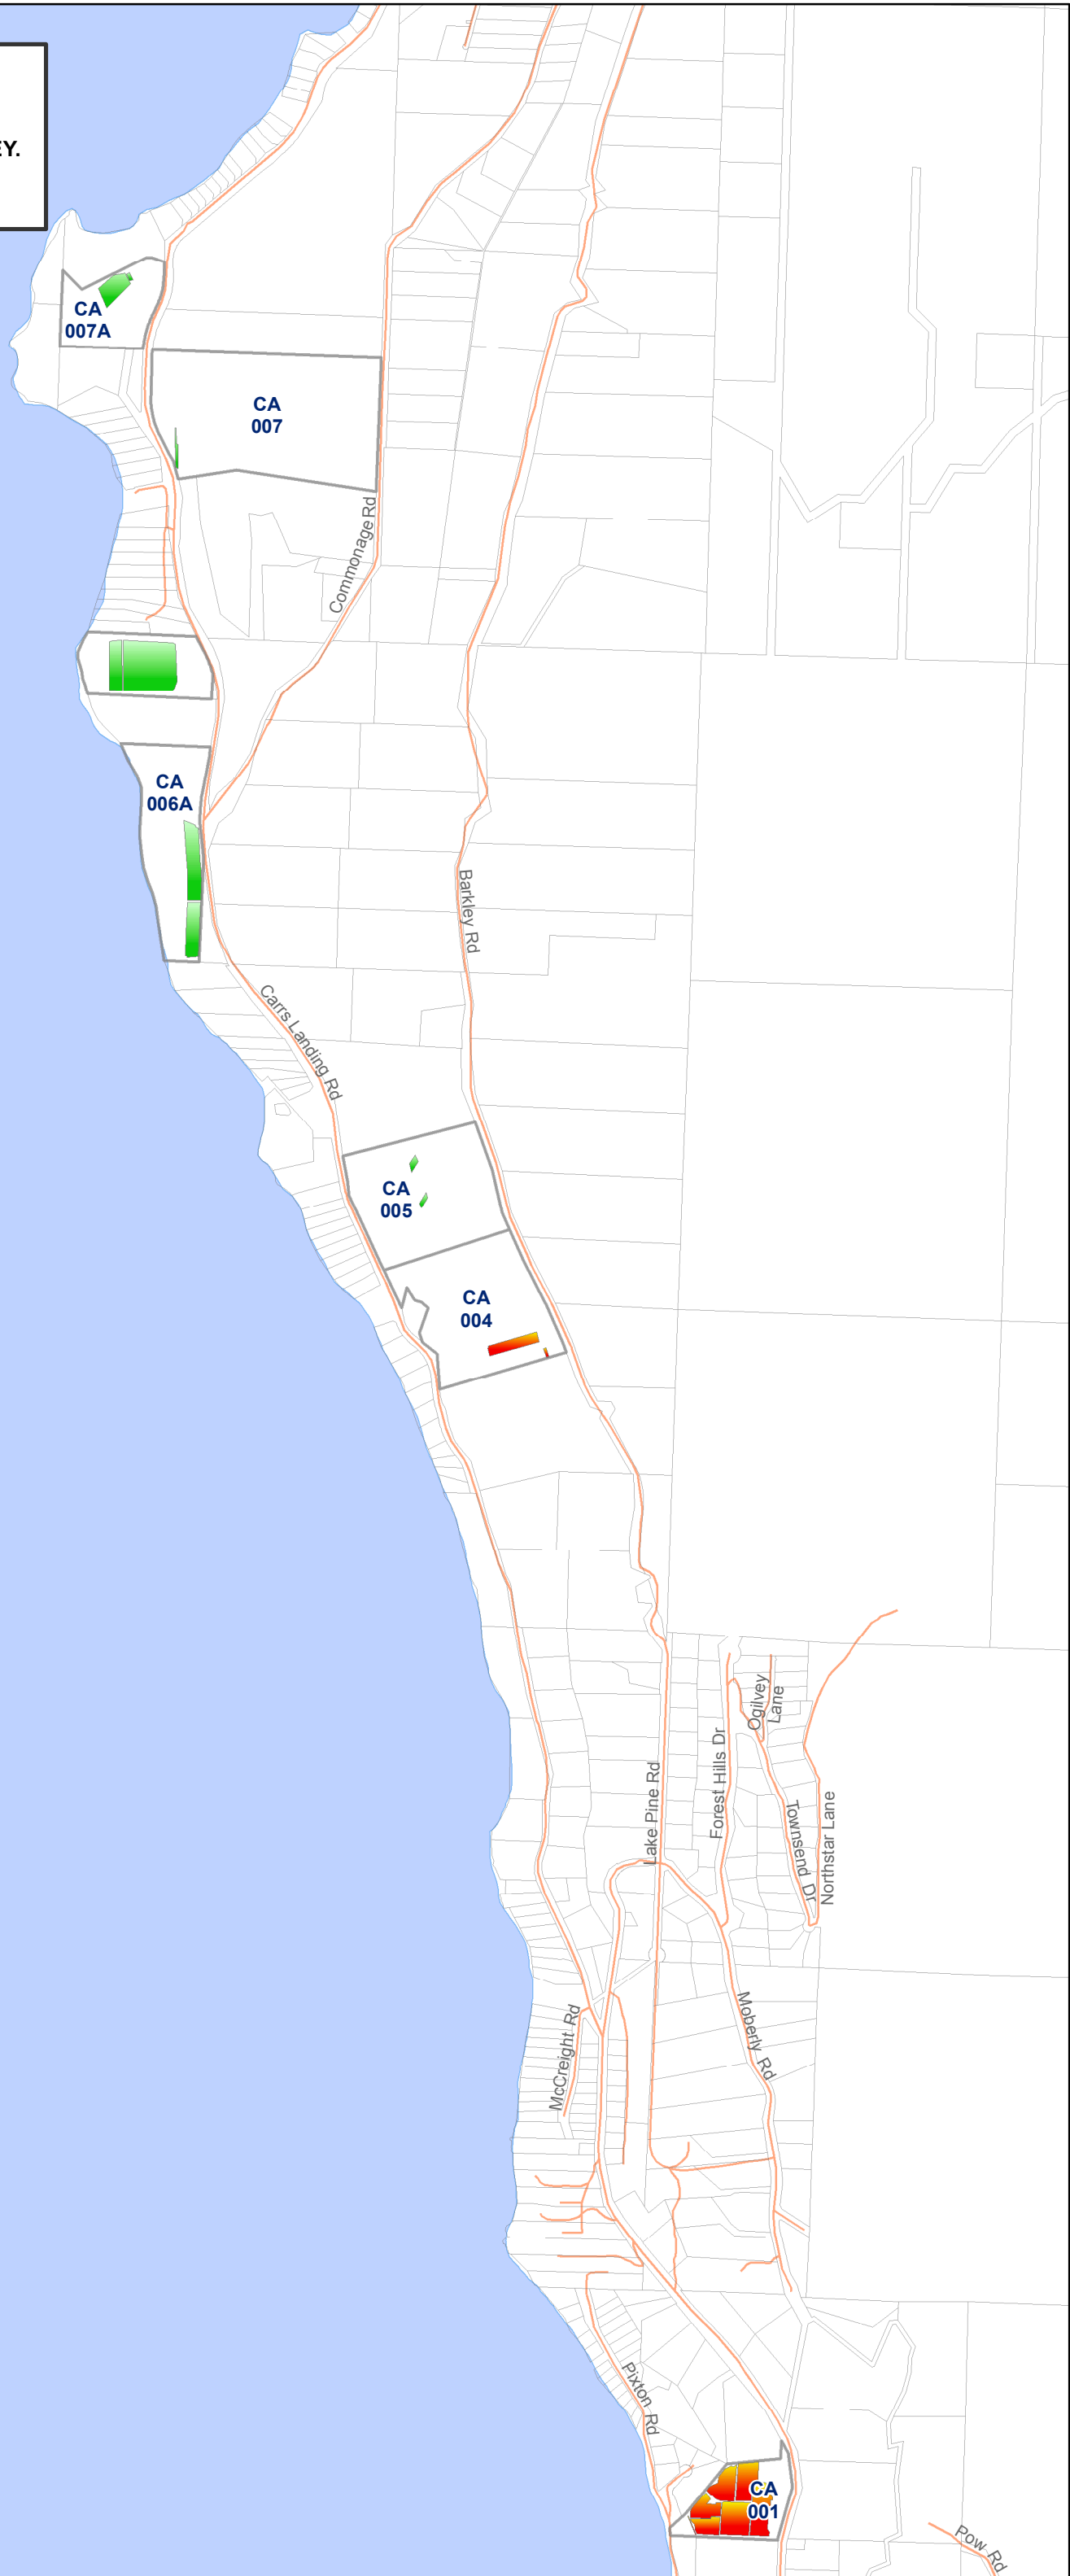 EY.
CA
007A
CA
007
Commonage Rd
CA
006A
Barkley Rd
Carrs Landing Rd
CA
005
CA
004
Ogilvey
Lane
Forest Hills Dr
Lake Pine Rd
Townsend Dr
Northstar Lane
McCreight Rd
Moberly Rd
Pixton Rd
CA
001
Pow Rd